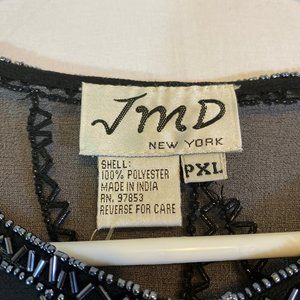 JMD
NEW YORK
SHELL:
100% POLYESTER
MADE IN INDIA
RN. 97853
REVERSE FOR CARE
PXL